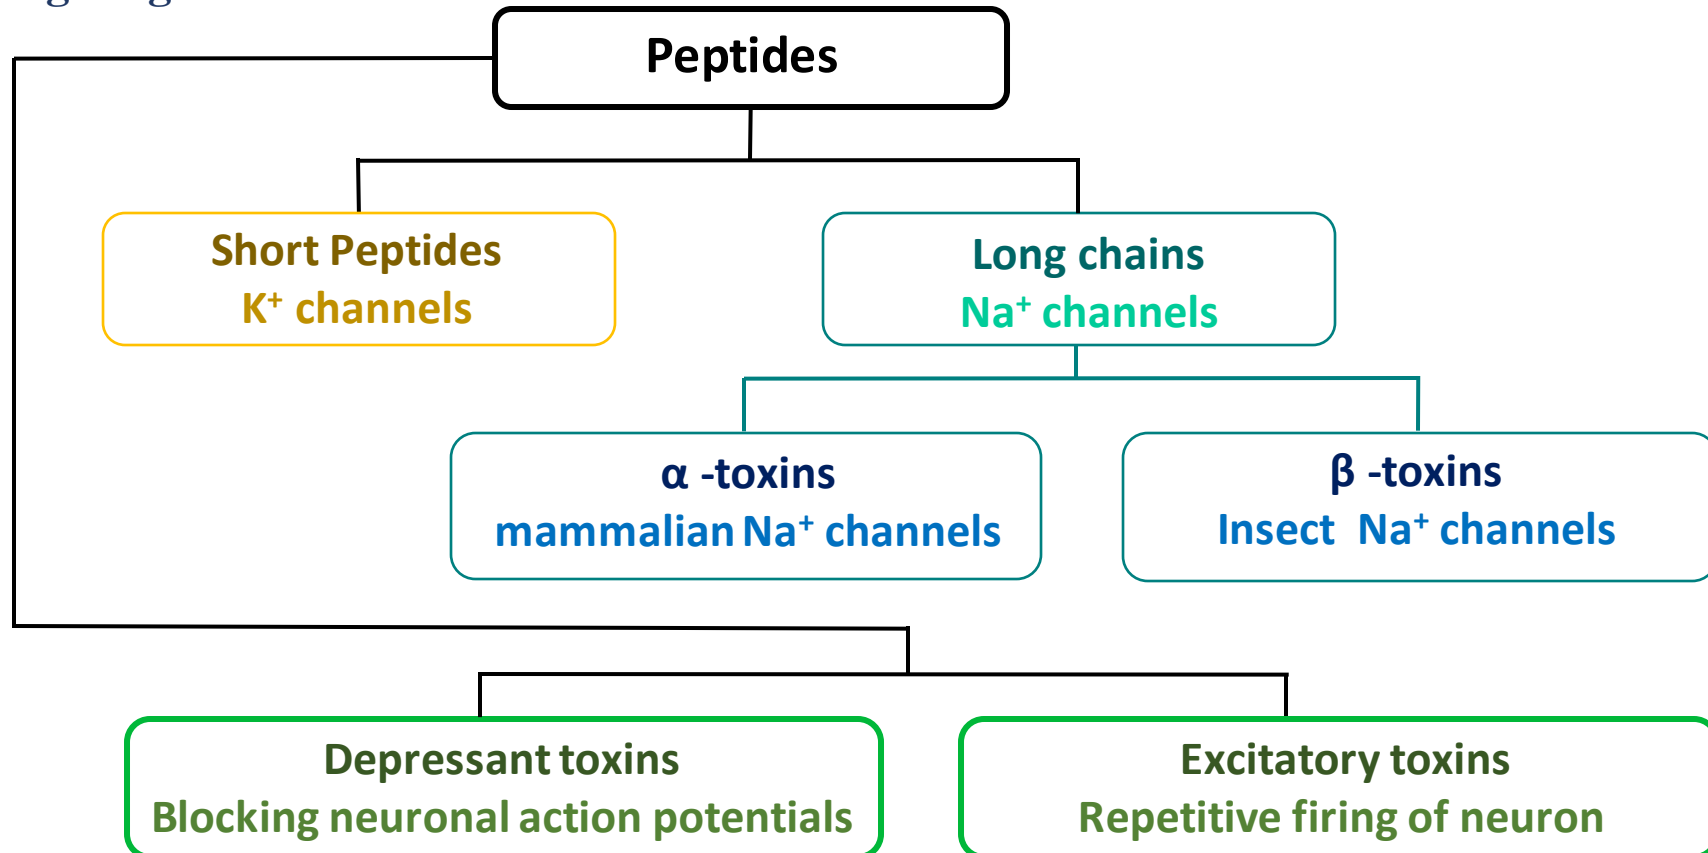 Peptides
Short Peptides
K⁺ channels
Long chains
Na⁺ channels
α -toxins
mammalian Na⁺ channels
β -toxins
Insect Na⁺ channels
Depressant toxins
Blocking neuronal action potentials
Excitatory toxins
Repetitive firing of neuron